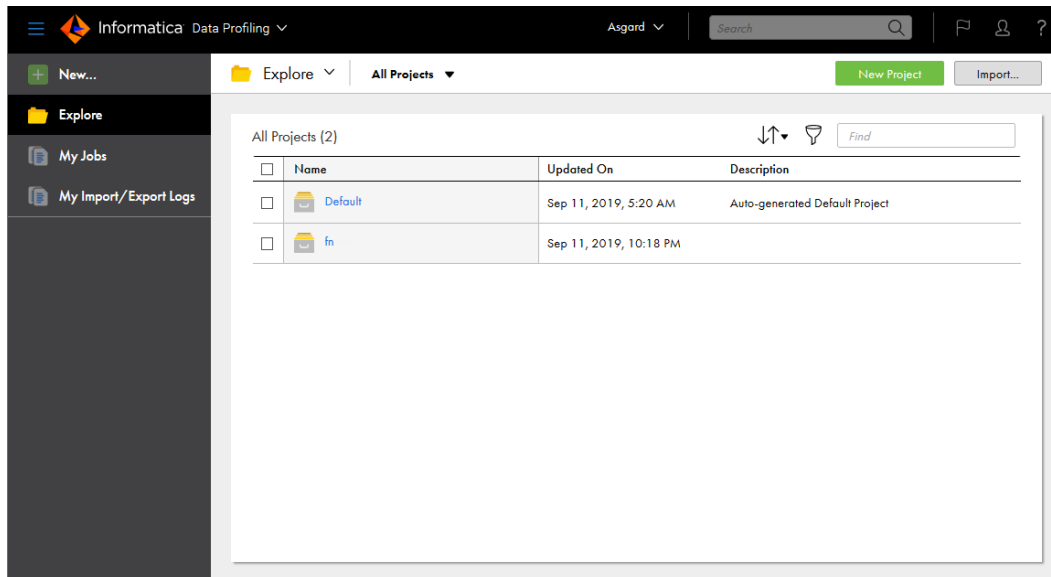 Informatica Data Profiling Asgard Search ?
New... Explore All Projects New Project Import...
Explore
My Jobs
My Import/Export Logs
All Projects (2) Find
Name Updated On Description
Default Sep 11, 2019, 5:20 AM Auto-generated Default Project
fn Sep 11, 2019, 10:18 PM